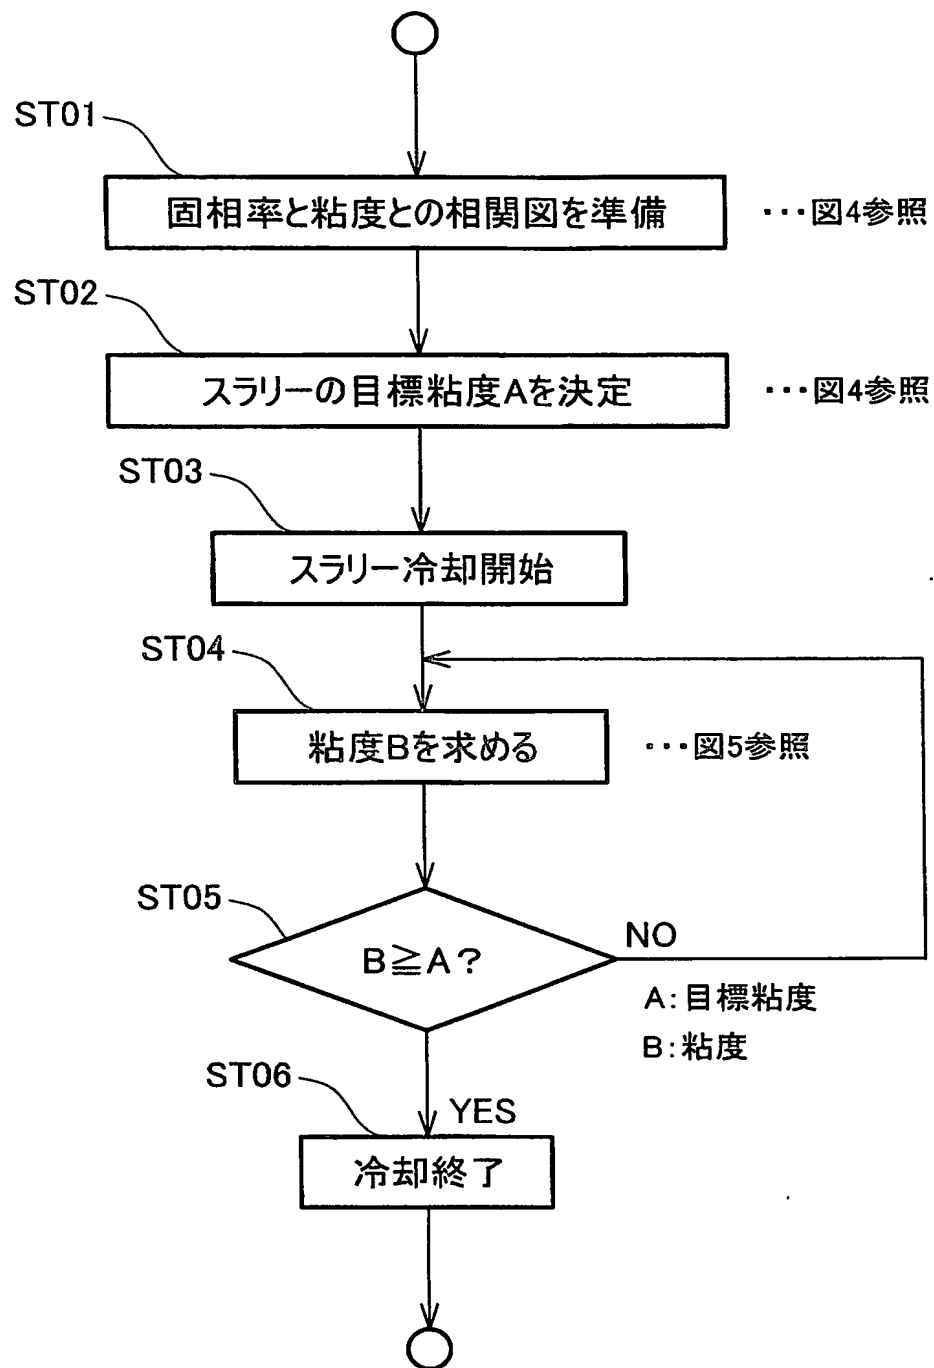 ST01
固相率と粘度との相関図を準備 ・・・図4参照
ST02
スラリーの目標粘度Aを決定 ・・・図4参照
ST03
スラリー冷却開始
ST04
粘度Bを求める ・・・図5参照
ST05
B≧A?
NO
A:目標粘度
B:粘度
ST06
YES
冷却終了